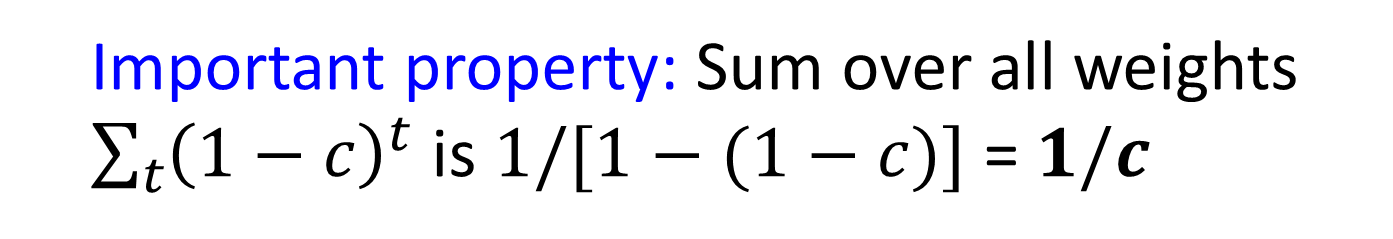 Important property: Sum over all weights
∑ₜ(1 − c)ᵗ is 1/[1 − (1 − c)] = 1/c